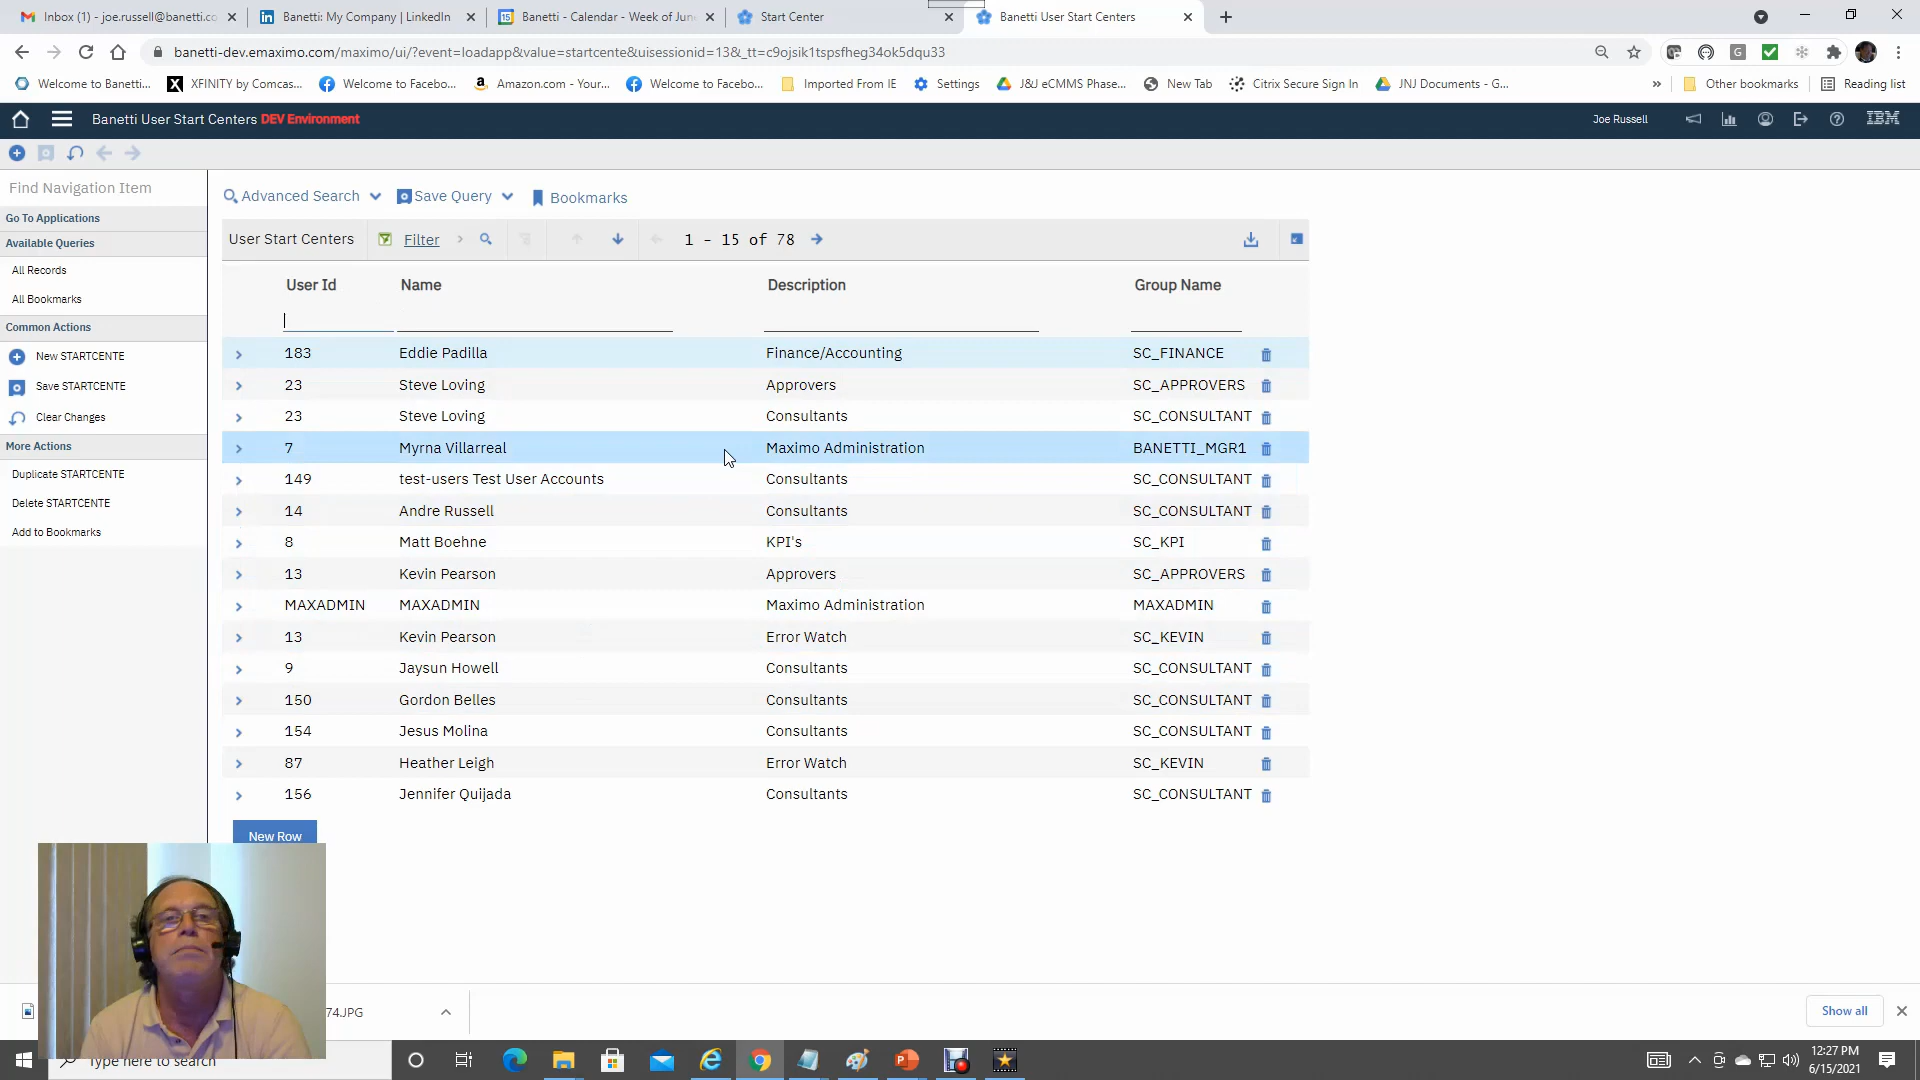 Inbox (1) - joe.russell@banetti.co
Banetti: My Company | LinkedIn
Banetti - Calendar - Week of Jun
Start Center
Banetti User Start Centers
banetti-dev.emaximo.com/maximo/ui/?event=loadapp&value=startcente&uisessionid=13&_tt=c9ojsik1tspsfheg34ok5dqu33
Welcome to Banetti...
XFINITY by Comcas...
Welcome to Facebo...
Amazon.com - Your...
Welcome to Facebo...
Imported From IE
Settings
J&J eCMMS Phase...
New Tab
Citrix Secure Sign In
JNJ Documents - G...
Other bookmarks
Reading list
Banetti User Start Centers DEV Environment
Joe Russell
IBM
Find Navigation Item
Go To Applications
Available Queries
All Records
All Bookmarks
Common Actions
New STARTCENTE
Save STARTCENTE
Clear Changes
More Actions
Duplicate STARTCENTE
Delete STARTCENTE
Add to Bookmarks
Advanced Search
Save Query
Bookmarks
User Start Centers
Filter
1 - 15 of 78
User Id Name Description Group Name
183 Eddie Padilla Finance/Accounting SC_FINANCE
23 Steve Loving Approvers SC_APPROVERS
23 Steve Loving Consultants SC_CONSULTANT
7 Myrna Villarreal Maximo Administration BANETTI_MGR1
149 test-users Test User Accounts Consultants SC_CONSULTANT
14 Andre Russell Consultants SC_CONSULTANT
8 Matt Boehne KPI's SC_KPI
13 Kevin Pearson Approvers SC_APPROVERS
MAXADMIN MAXADMIN Maximo Administration MAXADMIN
13 Kevin Pearson Error Watch SC_KEVIN
9 Jaysun Howell Consultants SC_CONSULTANT
150 Gordon Belles Consultants SC_CONSULTANT
154 Jesus Molina Consultants SC_CONSULTANT
87 Heather Leigh Error Watch SC_KEVIN
156 Jennifer Quijada Consultants SC_CONSULTANT
New Row
74.JPG
Show all
Type here to search
12:27 PM
6/15/2021